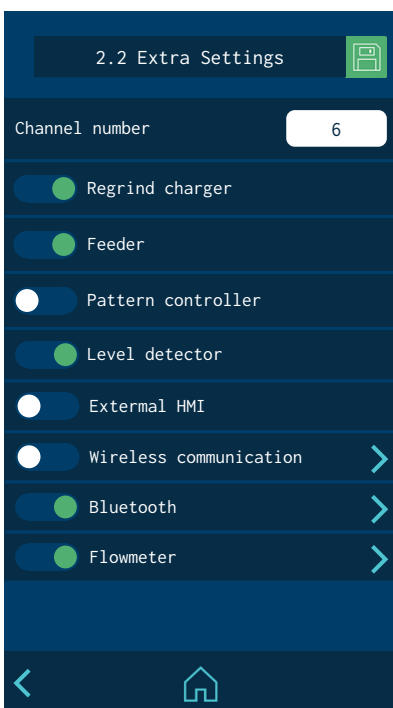 2.2 Extra Settings
Channel number 6
Regrind charger
Feeder
Pattern controller
Level detector
Extermal HMI
Wireless communication
Bluetooth
Flowmeter